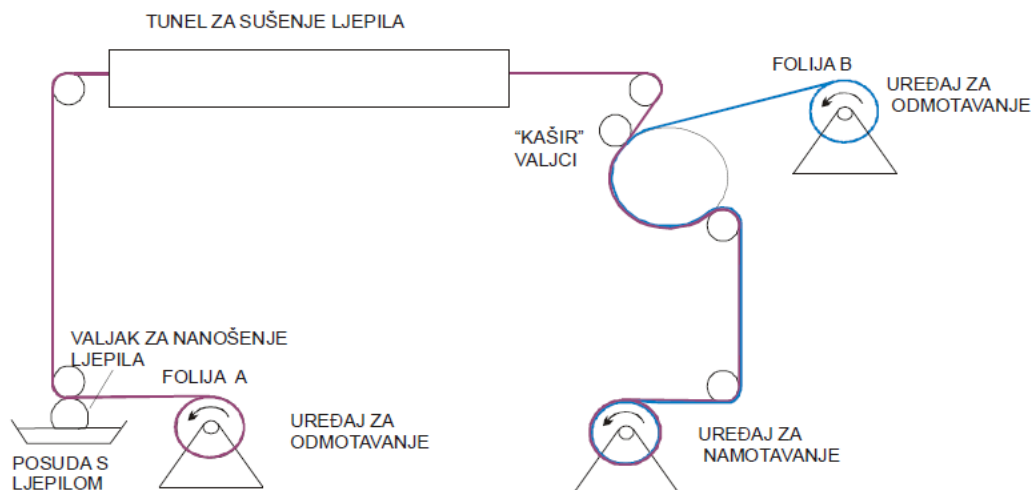 TUNEL ZA SUŠENJE LJEPILA
FOLIJA B
UREĐAJ ZA
ODMOTAVANJE
“KAŠIR”
VALJCI
VALJAK ZA NANOŠENJE
LJEPILA
FOLIJA A
UREĐAJ ZA
ODMOTAVANJE
POSUDA S
LJEPILOM
UREĐAJ ZA
NAMOTAVANJE